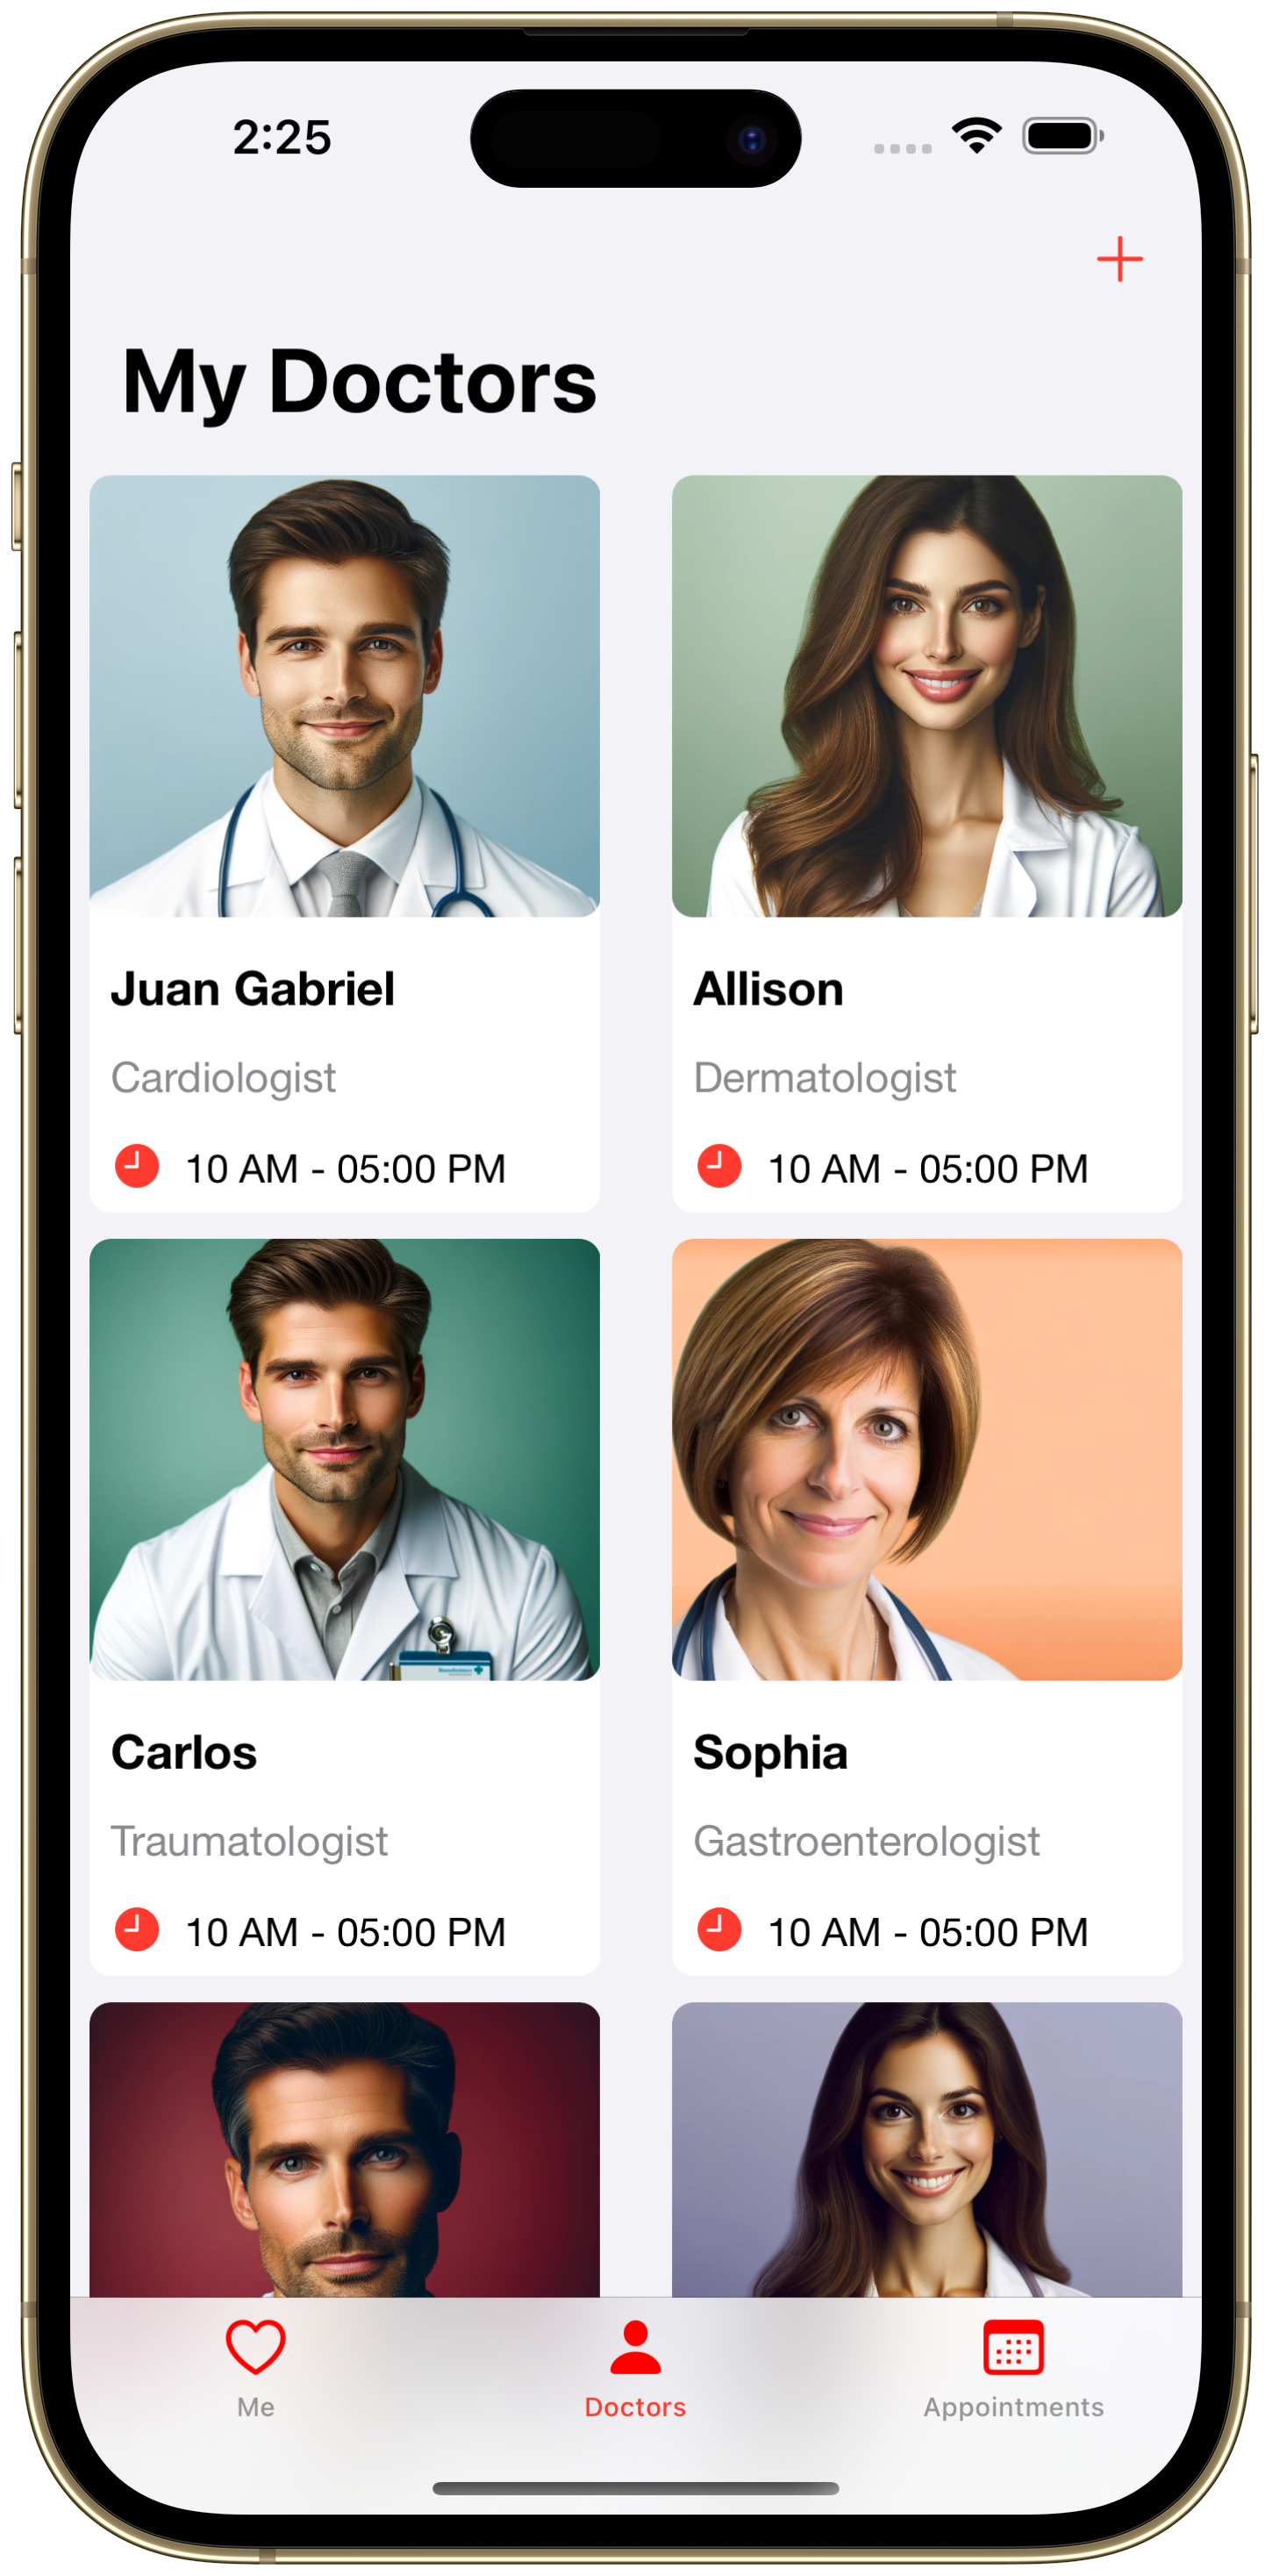 2:25
My Doctors
Juan Gabriel
Cardiologist
10 AM - 05:00 PM
Allison
Dermatologist
10 AM - 05:00 PM
Carlos
Traumatologist
10 AM - 05:00 PM
Sophia
Gastroenterologist
10 AM - 05:00 PM
Me
Doctors
Appointments